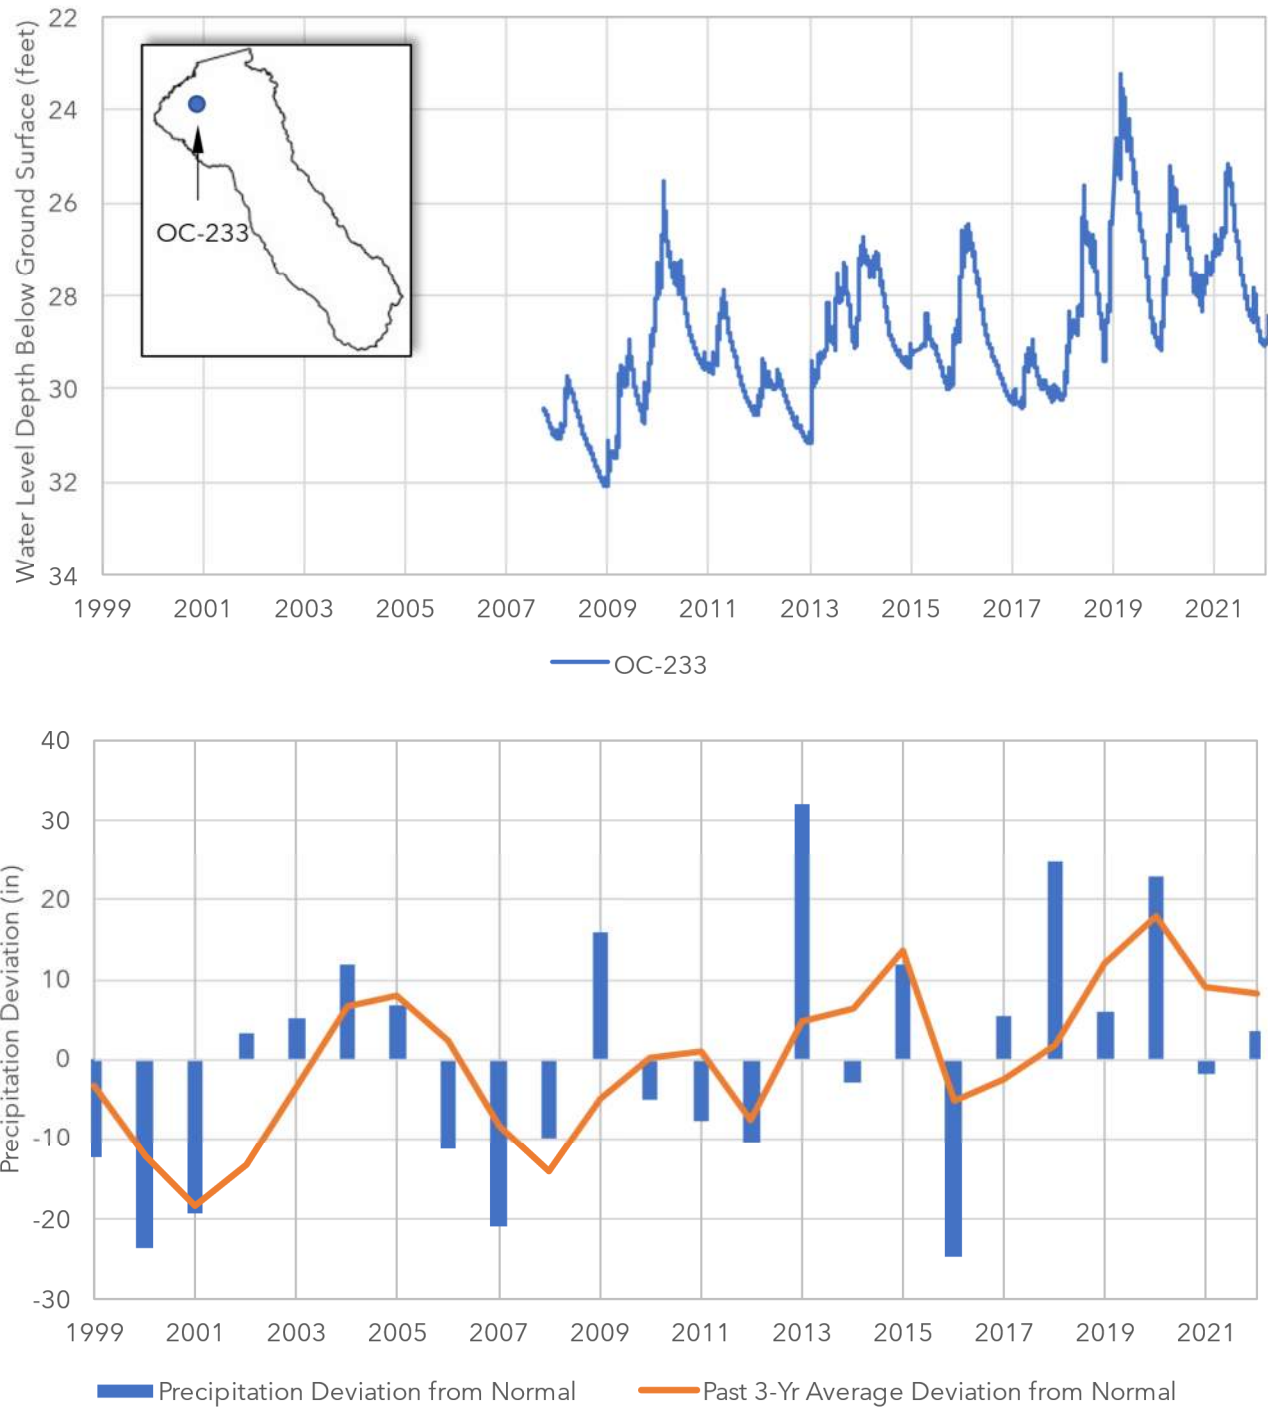 Water Level Depth Below Ground Surface (feet)
22
24
26
28
30
32
34
OC-233
1999 2001 2003 2005 2007 2009 2011 2013 2015 2017 2019 2021
OC-233
Precipitation Deviation (in)
40
30
20
10
0
-10
-20
-30
1999 2001 2003 2005 2007 2009 2011 2013 2015 2017 2019 2021
Precipitation Deviation from Normal
Past 3-Yr Average Deviation from Normal